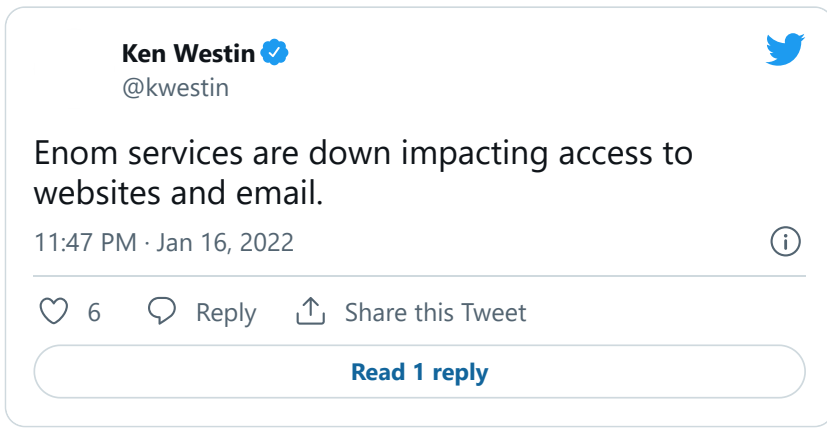 Ken Westin
@kwestin
Enom services are down impacting access to
websites and email.
11:47 PM · Jan 16, 2022
6 Reply Share this Tweet
Read 1 reply